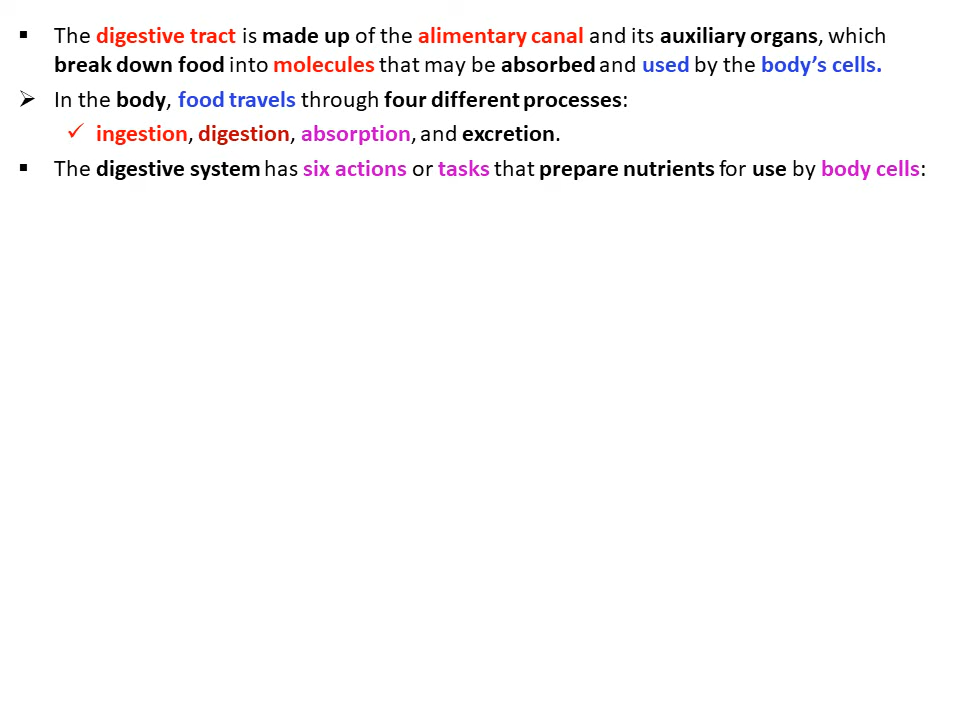 ▪ The digestive tract is made up of the alimentary canal and its auxiliary organs, which
break down food into molecules that may be absorbed and used by the body’s cells.
➢ In the body, food travels through four different processes:
✓ ingestion, digestion, absorption, and excretion.
▪ The digestive system has six actions or tasks that prepare nutrients for use by body cells: